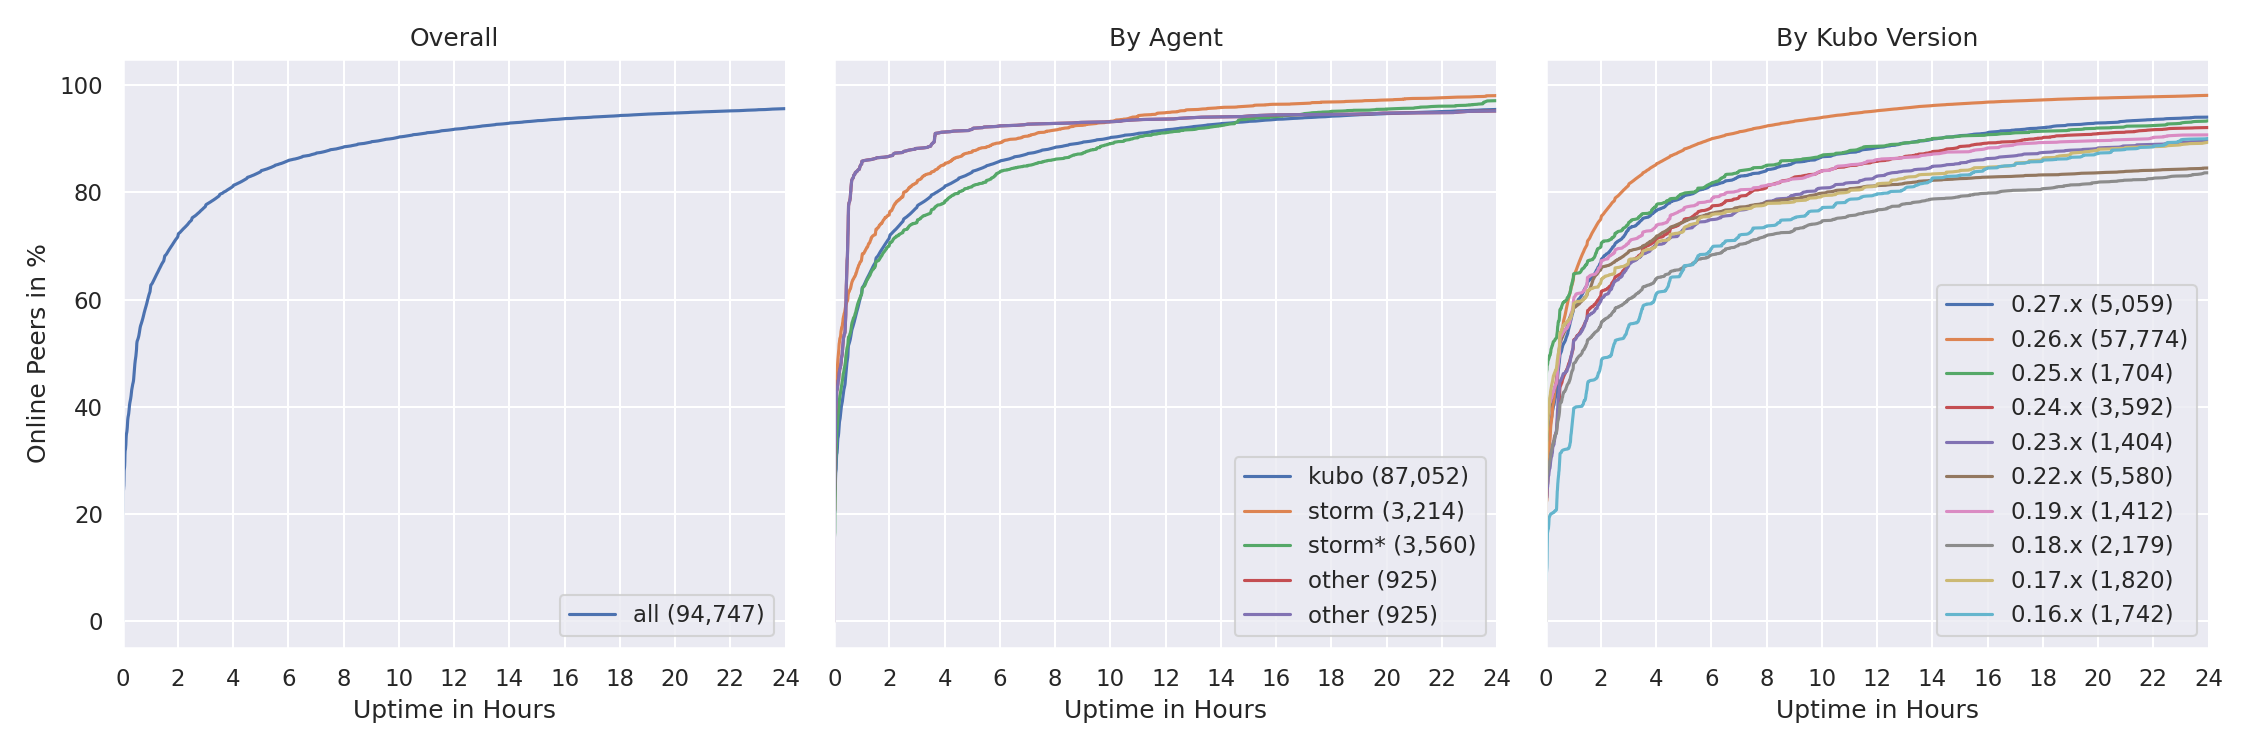 Overall
By Agent
By Kubo Version
Online Peers in %
100
80
60
40
20
0
all (94,747)
kubo (87,052)
storm (3,214)
storm* (3,560)
other (925)
other (925)
0.27.x (5,059)
0.26.x (57,774)
0.25.x (1,704)
0.24.x (3,592)
0.23.x (1,404)
0.22.x (5,580)
0.19.x (1,412)
0.18.x (2,179)
0.17.x (1,820)
0.16.x (1,742)
0 2 4 6 8 10 12 14 16 18 20 22 24
0 2 4 6 8 10 12 14 16 18 20 22 24
0 2 4 6 8 10 12 14 16 18 20 22 24
Uptime in Hours
Uptime in Hours
Uptime in Hours